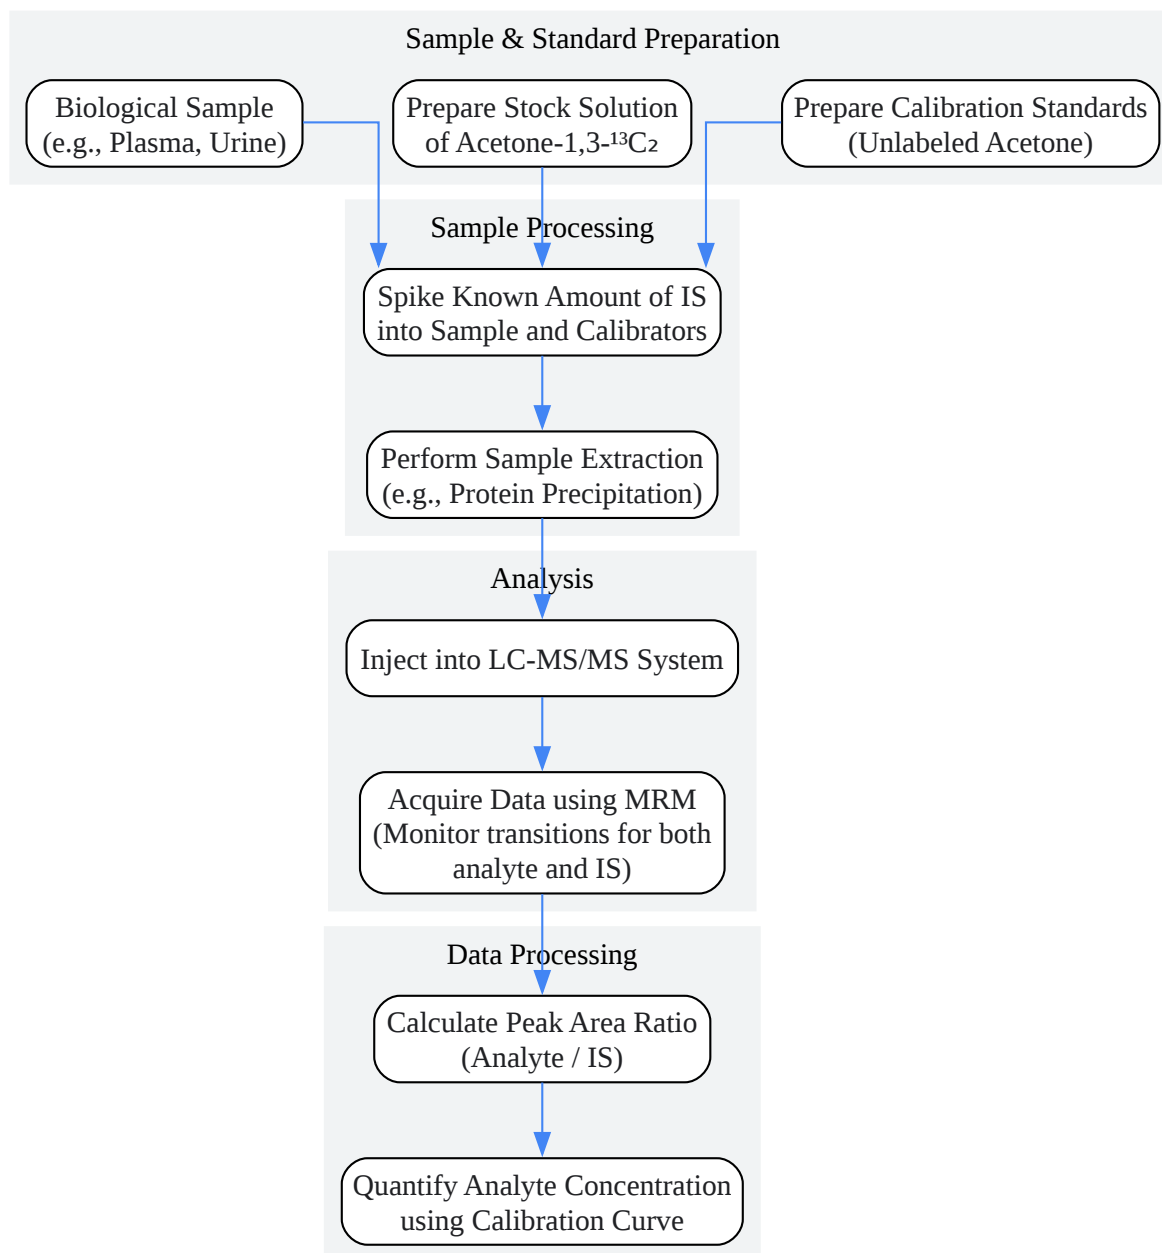 Sample & Standard Preparation
Biological Sample
(e.g., Plasma, Urine)
Prepare Stock Solution
of Acetone-1,3-¹³C₂
Prepare Calibration Standards
(Unlabeled Acetone)
Sample Processing
Spike Known Amount of IS
into Sample and Calibrators
Perform Sample Extraction
(e.g., Protein Precipitation)
Analysis
Inject into LC-MS/MS System
Acquire Data using MRM
(Monitor transitions for both
analyte and IS)
Data Processing
Calculate Peak Area Ratio
(Analyte / IS)
Quantify Analyte Concentration
using Calibration Curve